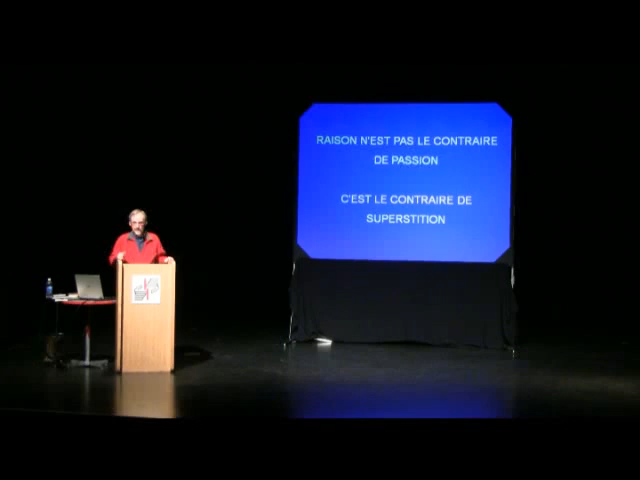 RAISON N'EST PAS LE CONTRAIRE
DE PASSION
C'EST LE CONTRAIRE DE
SUPERSTITION